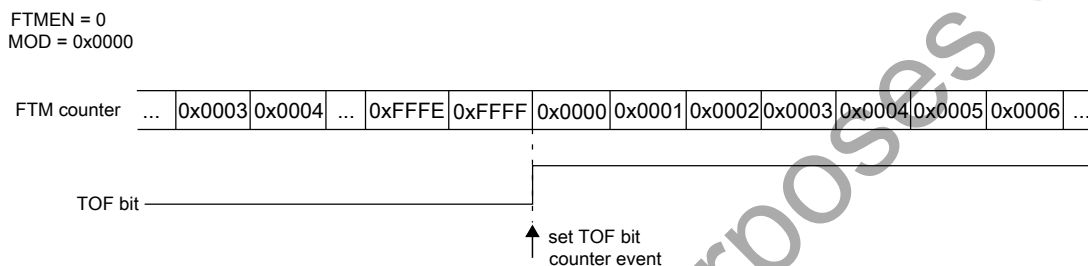 FTMEN = 0
MOD = 0x0000
FTM counter ... 0x0003 0x0004 ... 0xFFFE 0xFFFF 0x0000 0x0001 0x0002 0x0003 0x0004 0x0005 0x0006 ...
TOF bit
set TOF bit
counter event
rposes